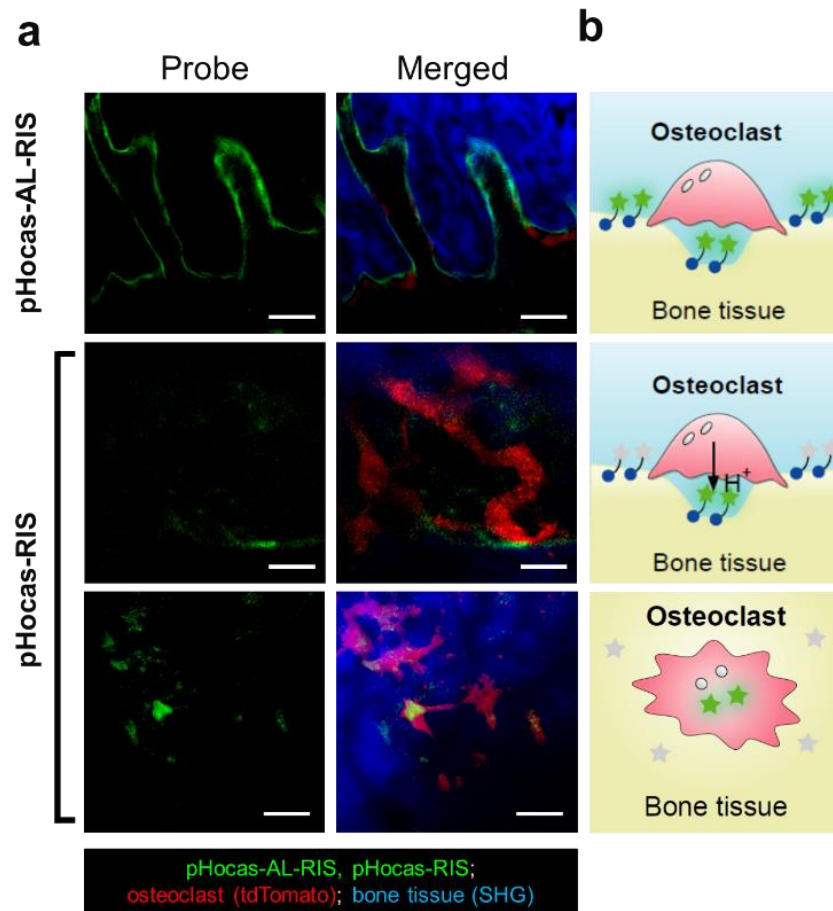 a
b
Probe
Merged
pHocas-AL-RIS
Osteoclast
Bone tissue
pHocas-RIS
Osteoclast
H+
Bone tissue
Osteoclast
Bone tissue
pHocas-AL-RIS, pHocas-RIS;
osteoclast (tdTomato); bone tissue (SHG)